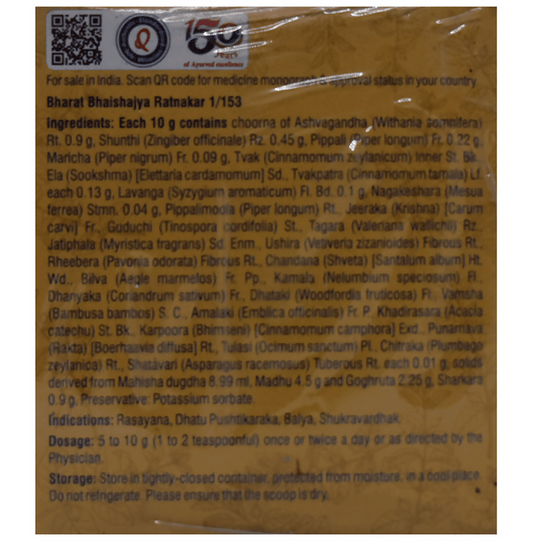 150
Years
of Ayurved excellence
For sale in India. Scan QR code for medicine monograph & approval status in your country.
Bharat Bhaishajya Ratnakar 1/153
Ingredients: Each 10 g contains choorna of Ashvagandha (Withania somnifera)
Rt. 0.9 g, Shunthi (Zingiber officinale) Rz. 0.45 g, Pippali (Piper longum) Fr. 0.22 g,
Maricha (Piper nigrum) Fr. 0.09 g, Tvak (Cinnamomum zeylanicum) Inner St. Bk.,
Ela (Sookshma) [Elettaria cardamomum] Sd., Tvakpatra (Cinnamomum tamala) Lf.
each 0.13 g, Lavanga (Syzygium aromaticum) Fl. Bd. 0.1 g, Nagakeshara (Mesua
ferrea) Stmn. 0.04 g, Pippalimoola (Piper longum) Rt., Jeeraka (Krishna) [Carum
carvi] Fr., Guduchi (Tinospora cordifolia) St., Tagara (Valeriana wallichii) Rz.,
Jatiphala (Myristica fragrans) Sd. Enm., Ushira (Vetiveria zizanioides) Fibrous Rt.,
Rheebera (Pavonia odorata) Fibrous Rt., Chandana (Shveta) [Santalum album] Ht.
Wd., Bilva (Aegle marmelos) Fr. Pp., Kamala (Nelumbium speciosum) Fl.,
Dhanyaka (Coriandrum sativum) Fr., Dhataki (Woodfordia fruticosa) Fl., Vamsha
(Bambusa bambos) S. C., Amalaki (Emblica officinalis) Fr. P., Khadirasara (Acacia
catechu) St. Bk., Karpoora (Bhimseni) [Cinnamomum camphora] Exd., Punarnava
(Rakta) [Boerhaavia diffusa] Rt., Tulasi (Ocimum sanctum) Pl., Chitraka (Plumbago
zeylanica) Rt., Shatavari (Asparagus racemosus) Tuberous Rt. each 0.01 g, solids
derived from Mahisha dugdha 8.99 ml, Madhu 4.5 g and Goghruta 2.25 g, Sharkara
0.9 g. Preservative: Potassium sorbate.
Indications: Rasayana, Dhatu Pushtikaraka, Balya, Shukravardhak.
Dosage: 5 to 10 g (1 to 2 teaspoonful) once or twice a day or as directed by the
Physician.
Storage: Store in tightly-closed container, protected from moisture, in a cool place.
Do not refrigerate. Please ensure that the scoop is dry.